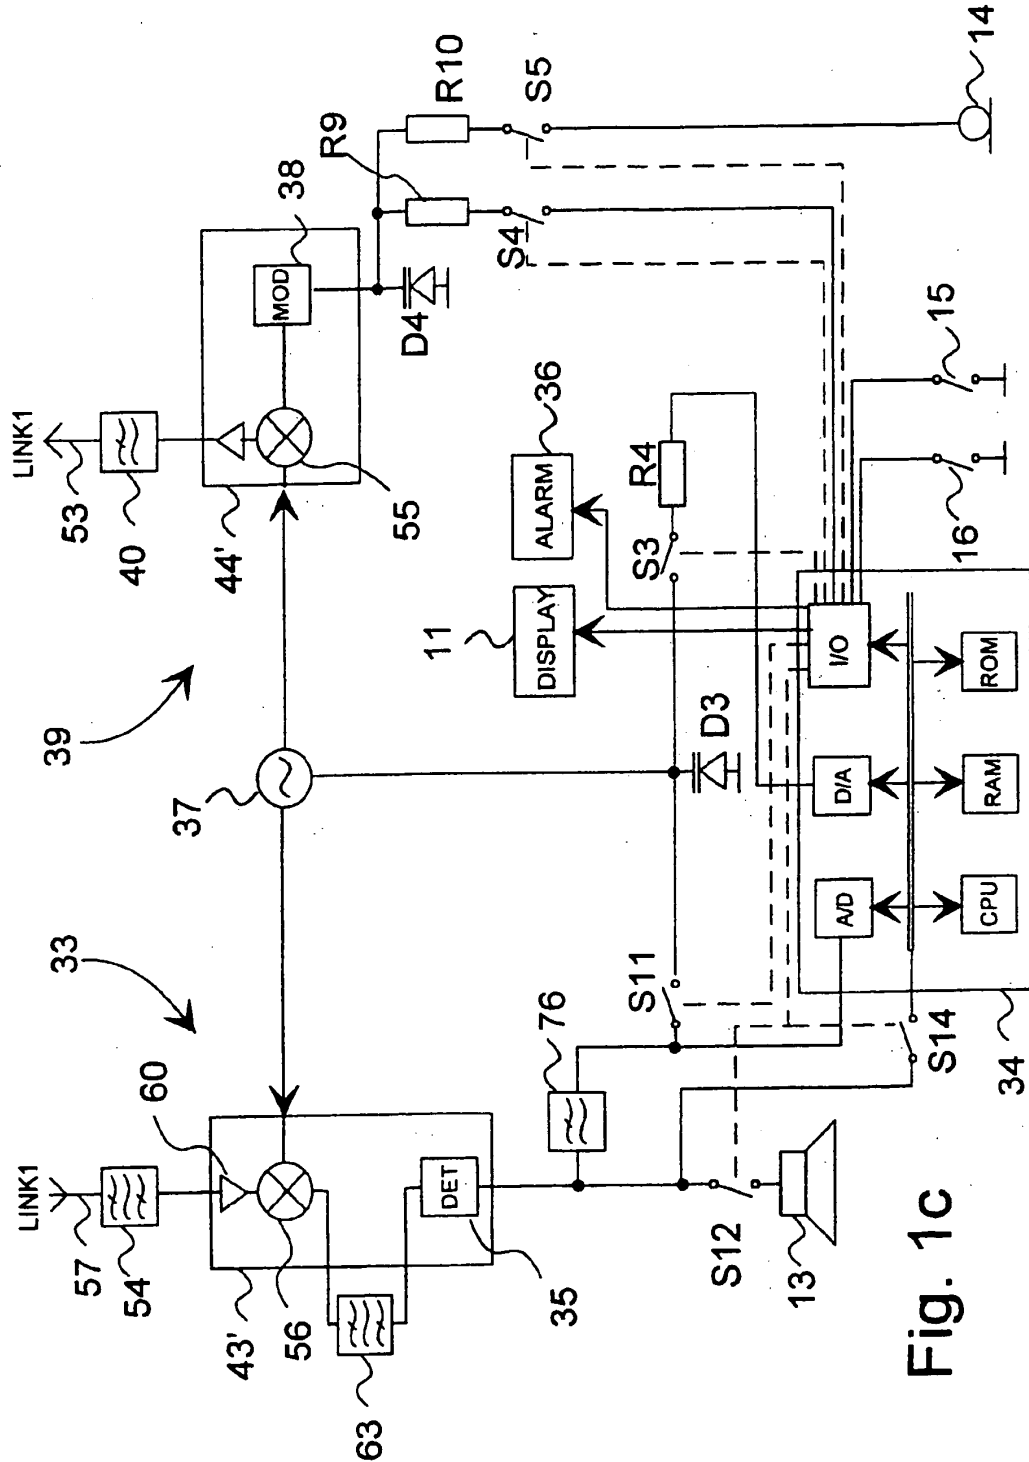 LINK1
57
54
43'
60
33
56
63
DET
35
37
39
LINK1
53
40
44'
55
MOD
38
R9
R10
D4
S4
S5
14
11
DISPLAY
ALARM
36
S3
R4
D3
S11
76
S12
13
S14
34
A/D
D/A
I/O
CPU
RAM
ROM
16
15
Fig. 1c